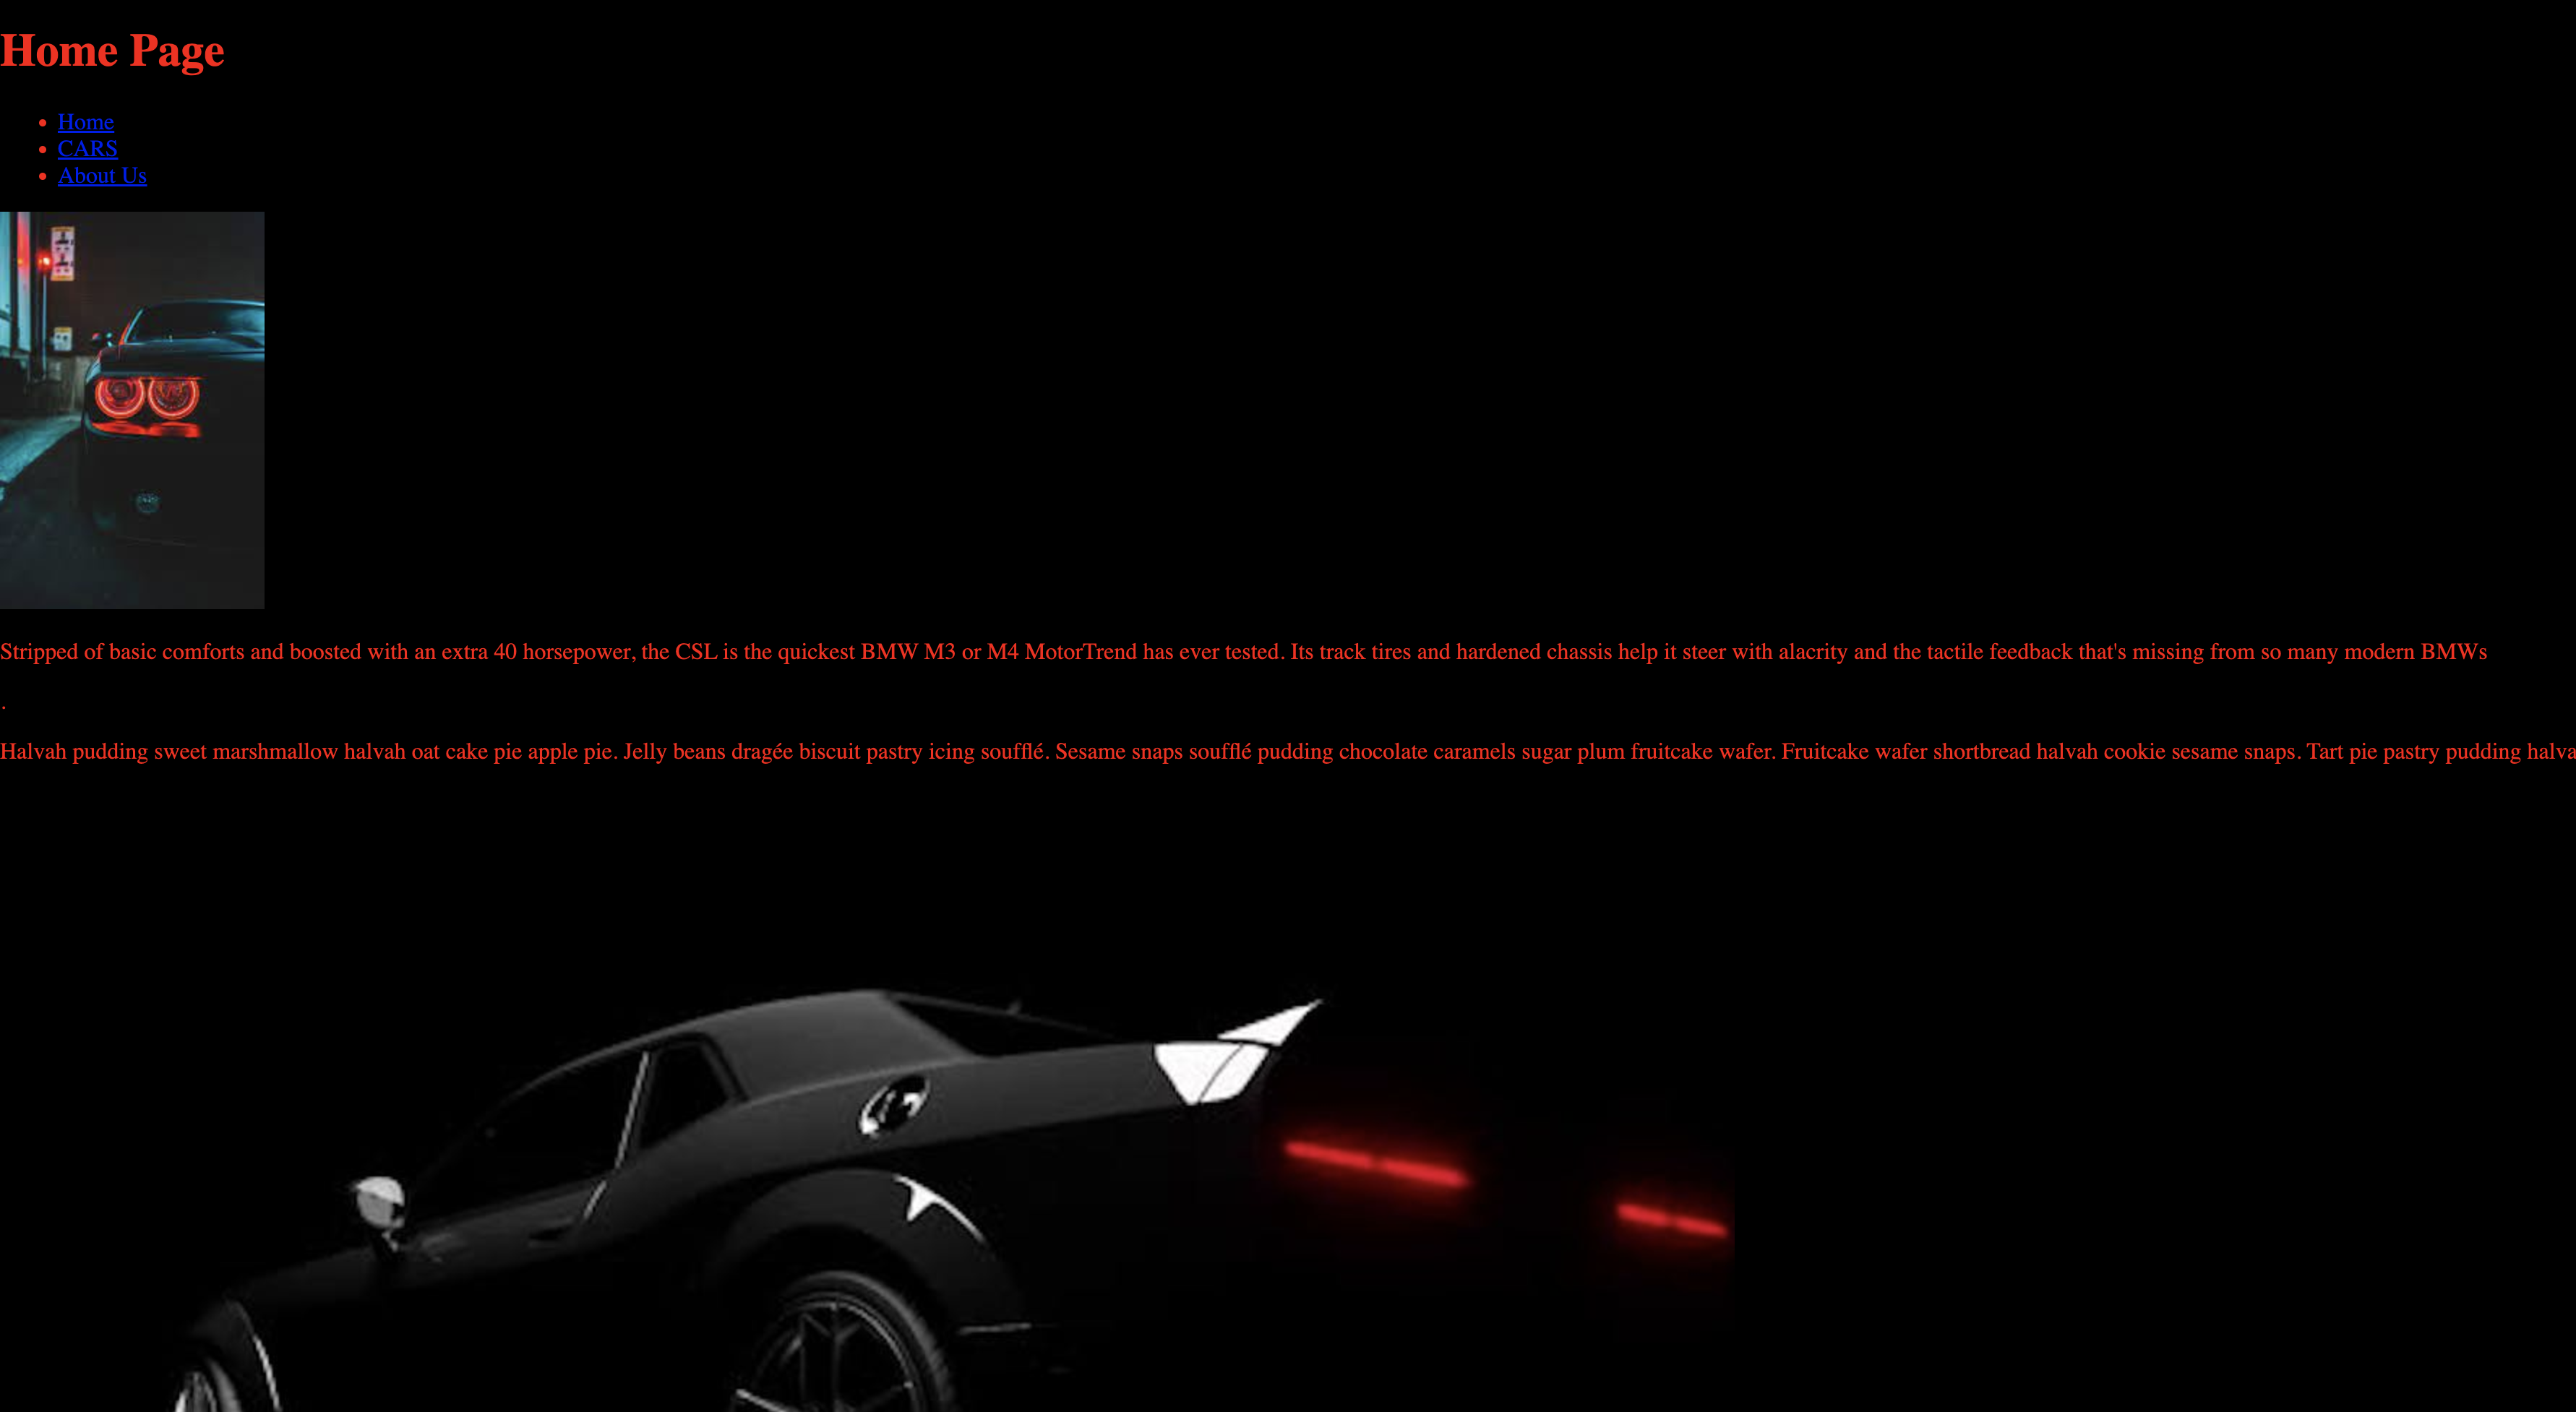 Home Page
Home
CARS
About Us
Stripped of basic comforts and boosted with an extra 40 horsepower, the CSL is the quickest BMW M3 or M4 MotorTrend has ever tested. Its track tires and hardened chassis help it steer with alacrity and the tactile feedback that's missing from so many modern BMWs
.
Halvah pudding sweet marshmallow halvah oat cake pie apple pie. Jelly beans dragée biscuit pastry icing soufflé. Sesame snaps soufflé pudding chocolate caramels sugar plum fruitcake wafer. Fruitcake wafer shortbread halvah cookie sesame snaps. Tart pie pastry pudding halva